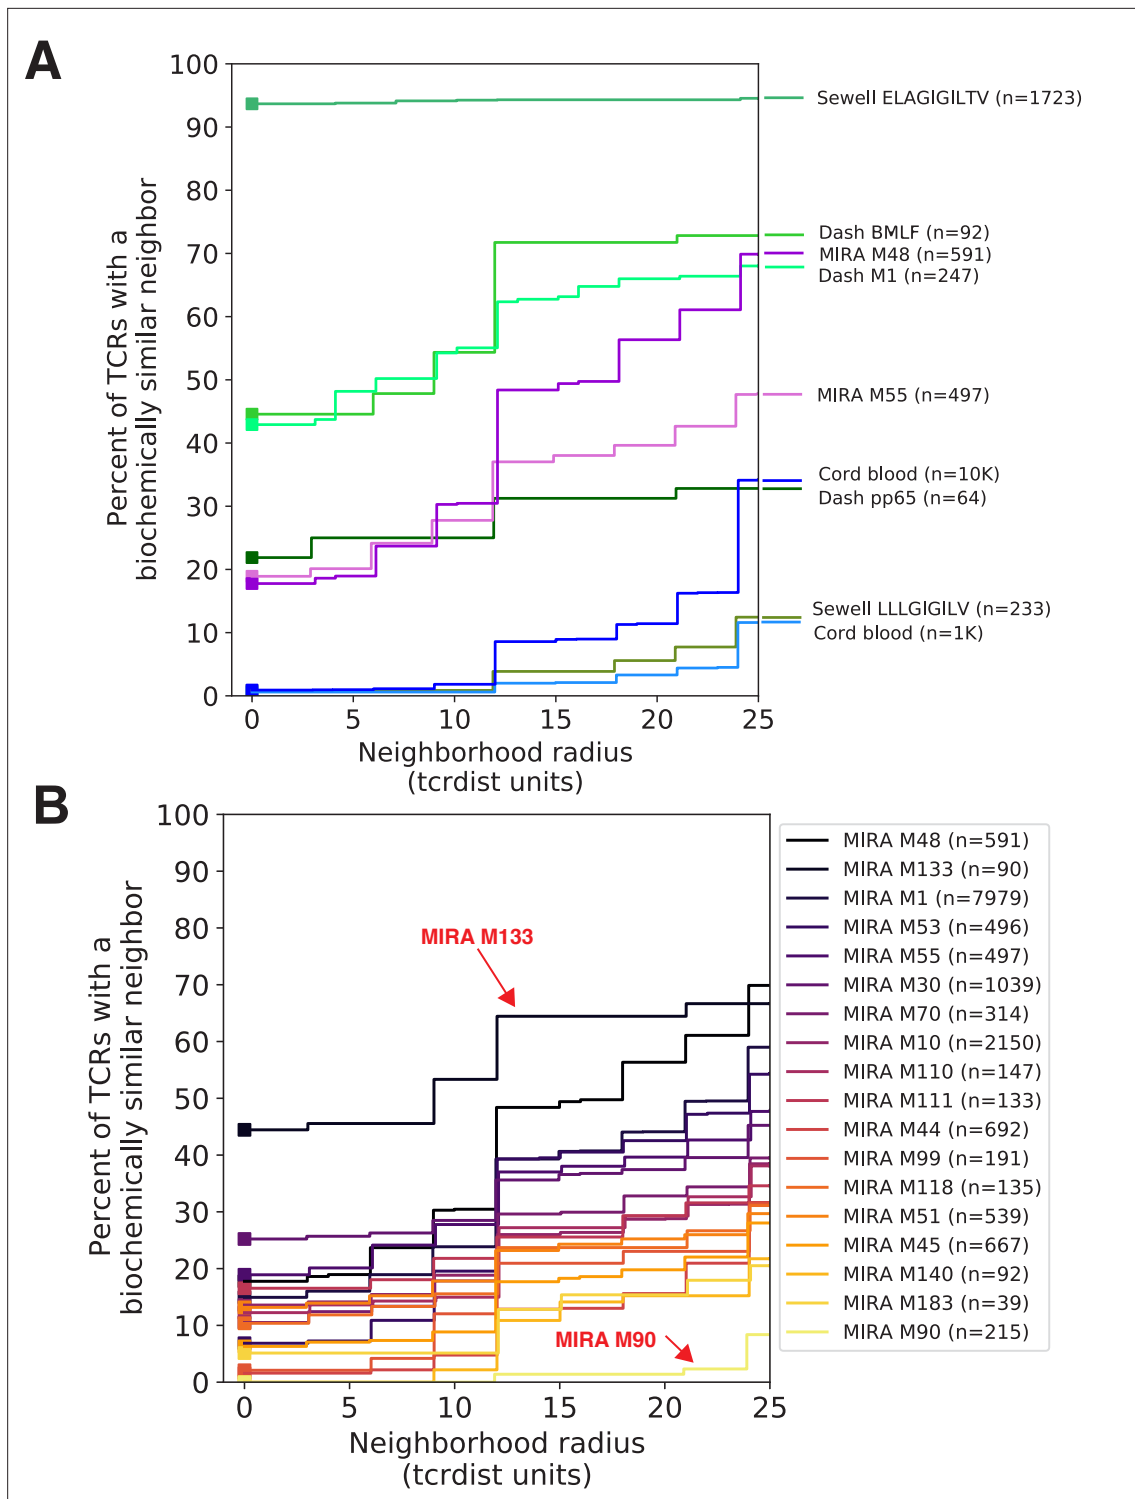 A
Percent of TCRs with a
biochemically similar neighbor
100
90
80
70
60
50
40
30
20
10
0
0 5 10 15 20 25
Neighborhood radius
(tcrdist units)
Sewell ELAGIGILTV (n=1723)
Dash BMLF (n=92)
MIRA M48 (n=591)
Dash M1 (n=247)
MIRA M55 (n=497)
Cord blood (n=10K)
Dash pp65 (n=64)
Sewell LLLGIGILV (n=233)
Cord blood (n=1K)
B
Percent of TCRs with a
biochemically similar neighbor
100
90
80
70
60
50
40
30
20
10
0
0 5 10 15 20 25
Neighborhood radius
(tcrdist units)
MIRA M133
MIRA M90
MIRA M48 (n=591)
MIRA M133 (n=90)
MIRA M1 (n=7979)
MIRA M53 (n=496)
MIRA M55 (n=497)
MIRA M30 (n=1039)
MIRA M70 (n=314)
MIRA M10 (n=2150)
MIRA M110 (n=147)
MIRA M111 (n=133)
MIRA M44 (n=692)
MIRA M99 (n=191)
MIRA M118 (n=135)
MIRA M51 (n=539)
MIRA M45 (n=667)
MIRA M140 (n=92)
MIRA M183 (n=39)
MIRA M90 (n=215)